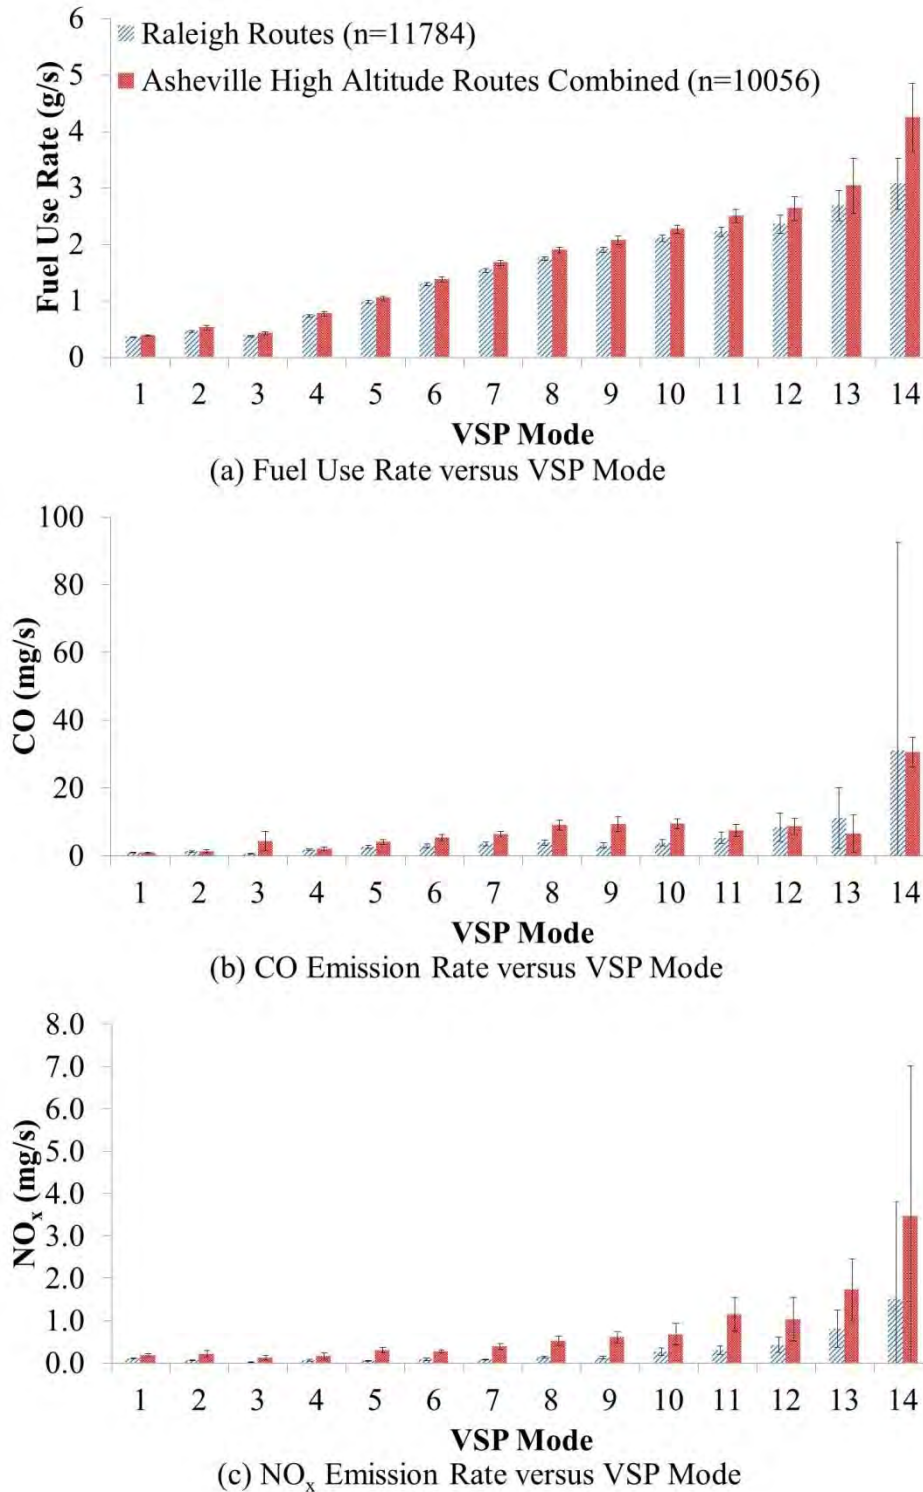 6
Raleigh Routes (n=11784)
5
Asheville High Altitude Routes Combined (n=10056)
4
3
2
1
0
Fuel Use Rate (g/s)
1 2 3 4 5 6 7 8 9 10 11 12 13 14
VSP Mode
(a) Fuel Use Rate versus VSP Mode
100
80
60
40
20
0
CO (mg/s)
1 2 3 4 5 6 7 8 9 10 11 12 13 14
VSP Mode
(b) CO Emission Rate versus VSP Mode
8.0
7.0
6.0
5.0
4.0
3.0
2.0
1.0
0.0
NOx (mg/s)
1 2 3 4 5 6 7 8 9 10 11 12 13 14
VSP Mode
(c) NOx Emission Rate versus VSP Mode